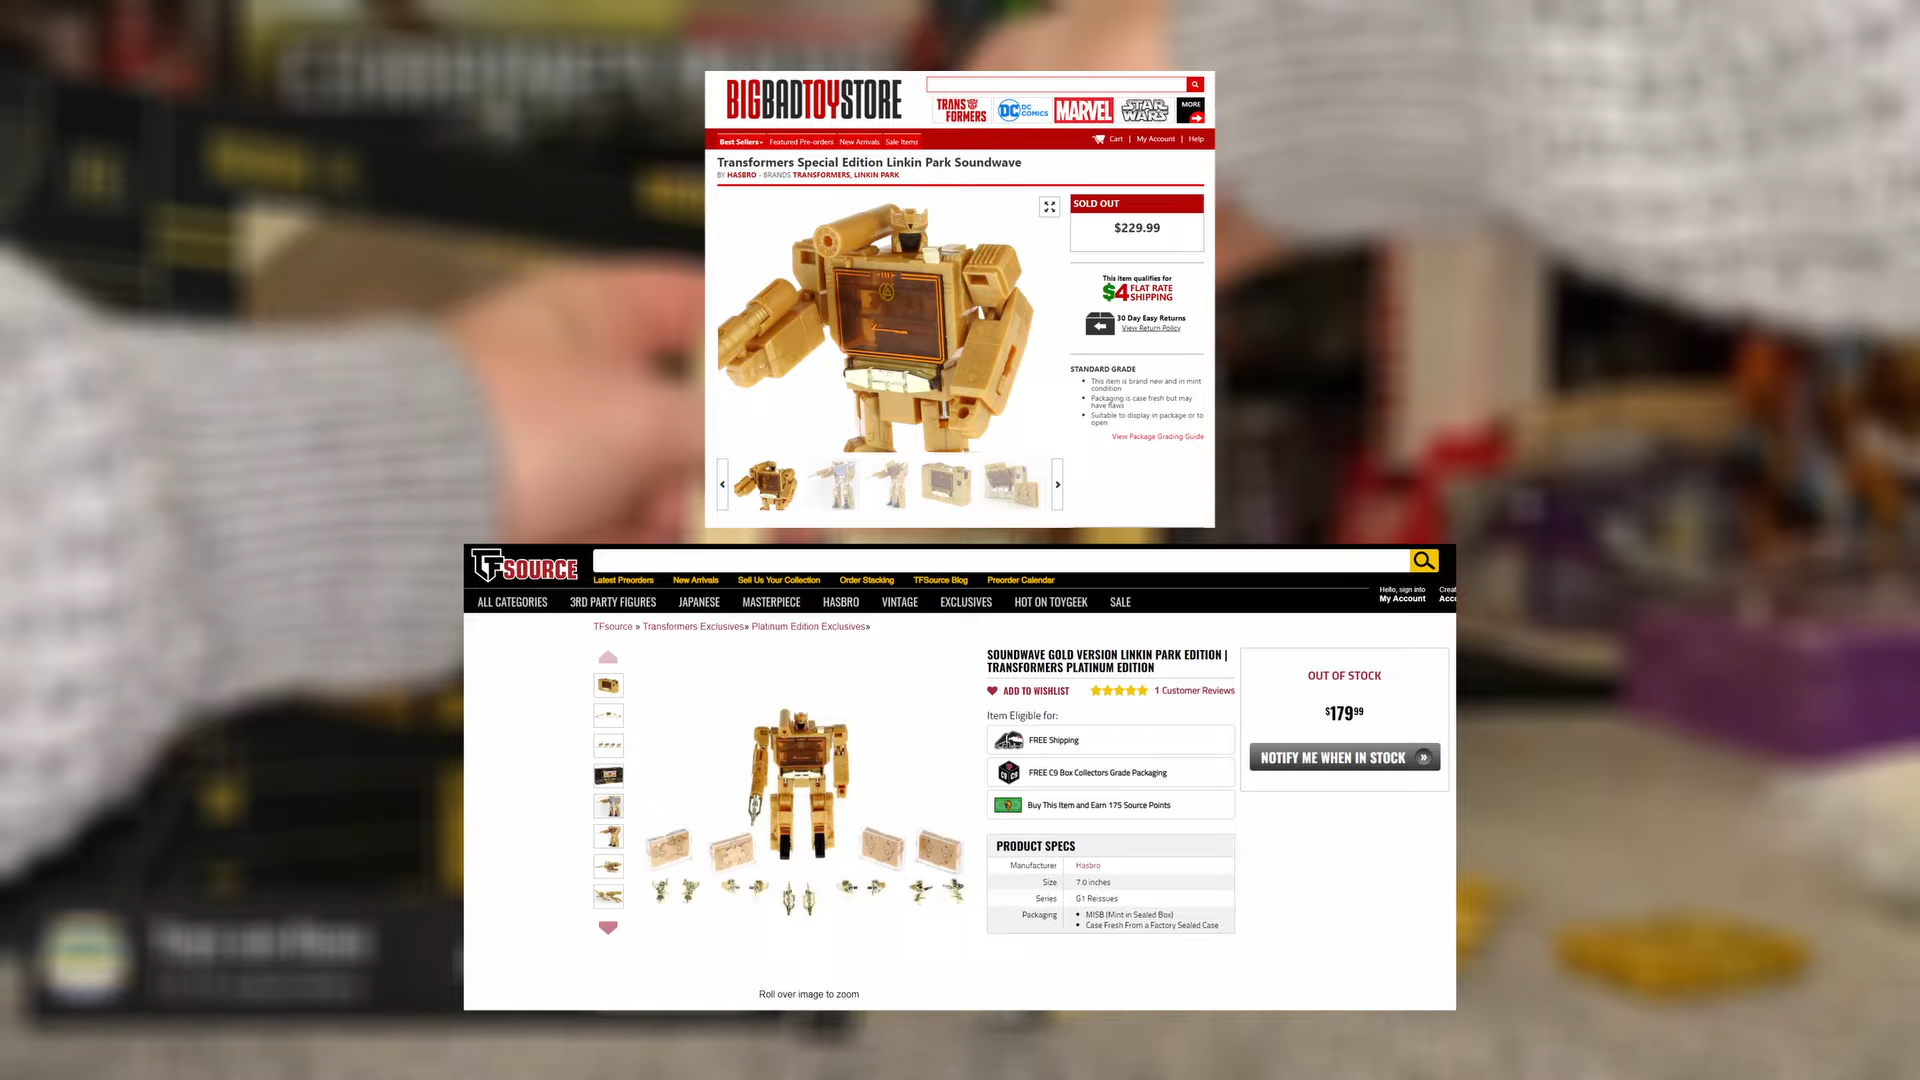 BIGBADTOYSTORE
TRANSFORMERS
DC COMICS
MARVEL
STAR WARS
MORE
Best Sellers
Featured Pre-orders
New Arrivals
Sale Items
Cart | My Account | Help
Transformers Special Edition Linkin Park Soundwave
BY HASBRO - BRANDS TRANSFORMERS, LINKIN PARK
SOLD OUT
$229.99
This item qualifies for
$4 FLAT RATE SHIPPING
30 Day Easy Returns
View Return Policy
STANDARD GRADE
• This item is brand new and in mint
condition
• Packaging is case fresh but may
have flaws
• Suitable to display in package or to
open
View Package Grading Guide
TFSOURCE
Latest Preorders
New Arrivals
Sell Us Your Collection
Order Stacking
TFSource Blog
Preorder Calendar
Hello, sign into
My Account
Creat
Acco
ALL CATEGORIES
3RD PARTY FIGURES
JAPANESE
MASTERPIECE
HASBRO
VINTAGE
EXCLUSIVES
HOT ON TOYGEEK
SALE
TFsource » Transformers Exclusives» Platinum Edition Exclusives»
SOUNDWAVE GOLD VERSION LINKIN PARK EDITION |
TRANSFORMERS PLATINUM EDITION
ADD TO WISHLIST
1 Customer Reviews
Item Eligible for:
FREE Shipping
FREE C9 Box Collectors Grade Packaging
Buy This Item and Earn 175 Source Points
OUT OF STOCK
$179.99
NOTIFY ME WHEN IN STOCK »
PRODUCT SPECS
Manufacturer Hasbro
Size 7.0 inches
Series G1 Reissues
Packaging • MISB (Mint in Sealed Box)
• Case Fresh From a Factory Sealed Case
Roll over image to zoom